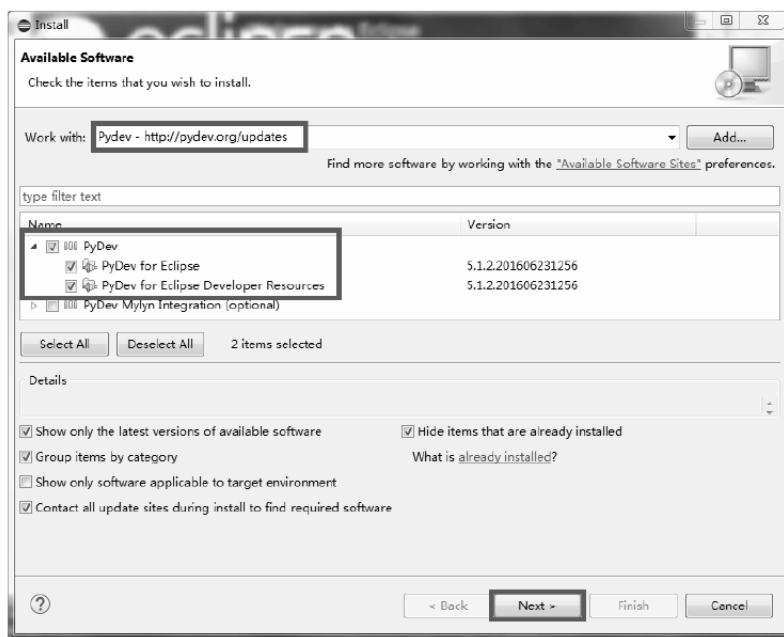 Install
eclipse
Eclipse
Available Software
Check the items that you wish to install.
Work with: Pydev - http://pydev.org/updates
Add...
Find more software by working with the "Available Software Sites" preferences.
type filter text
Name Version
PyDev
PyDev for Eclipse 5.1.2.201606231256
PyDev for Eclipse Developer Resources 5.1.2.201606231256
PyDev Mylyn Integration (optional)
Select All Deselect All 2 items selected
Details
Show only the latest versions of available software Hide items that are already installed
Group items by category What is already installed?
Show only software applicable to target environment
Contact all update sites during install to find required software
? < Back Next > Finish Cancel